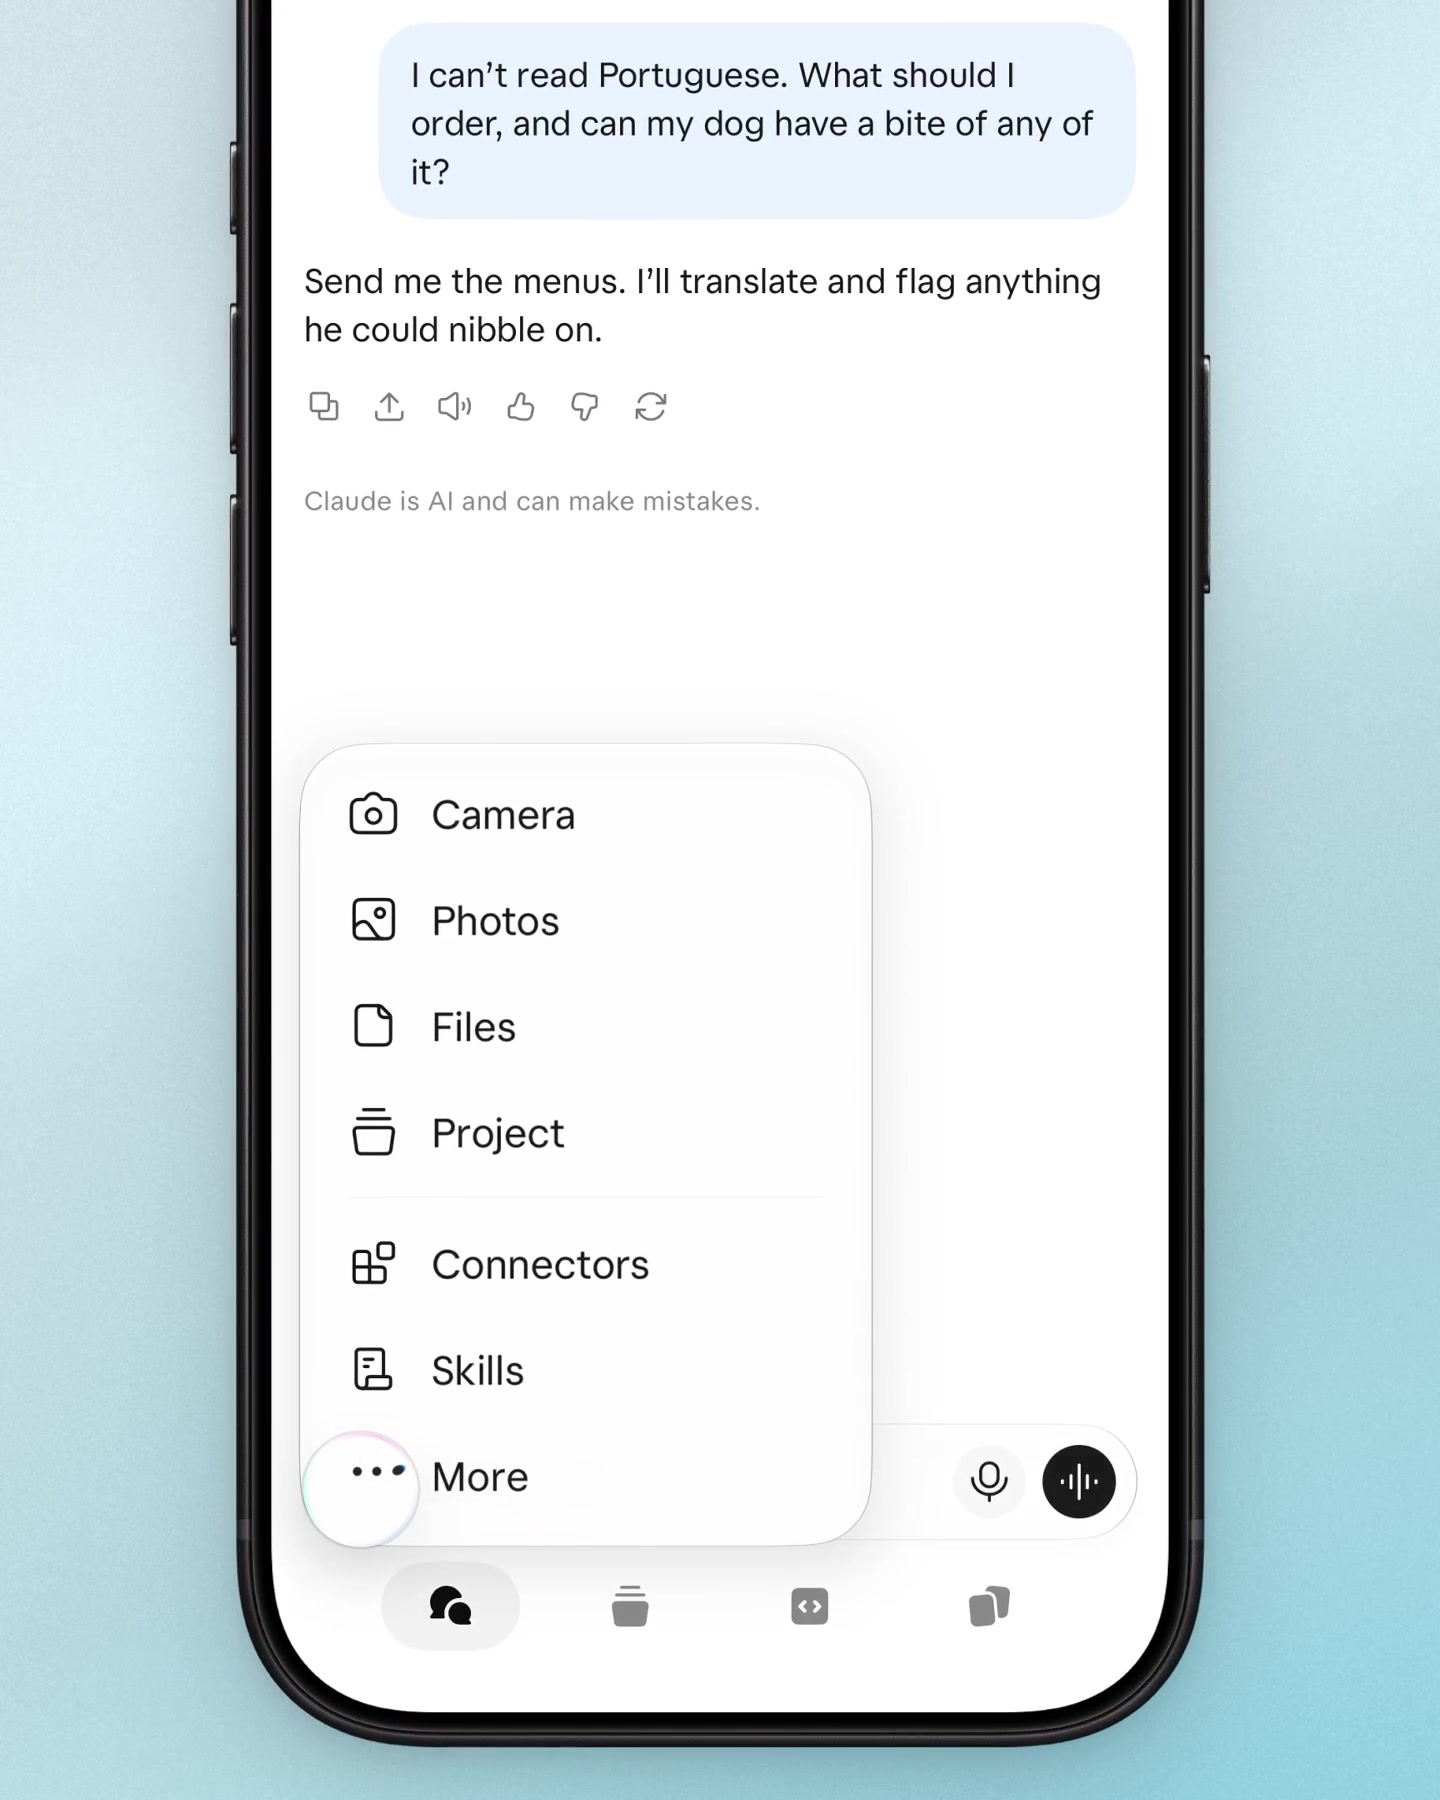 I can’t read Portuguese. What should I
order, and can my dog have a bite of any of
it?
Send me the menus. I’ll translate and flag anything
he could nibble on.
Claude is AI and can make mistakes.
Camera
Photos
Files
Project
Connectors
Skills
More